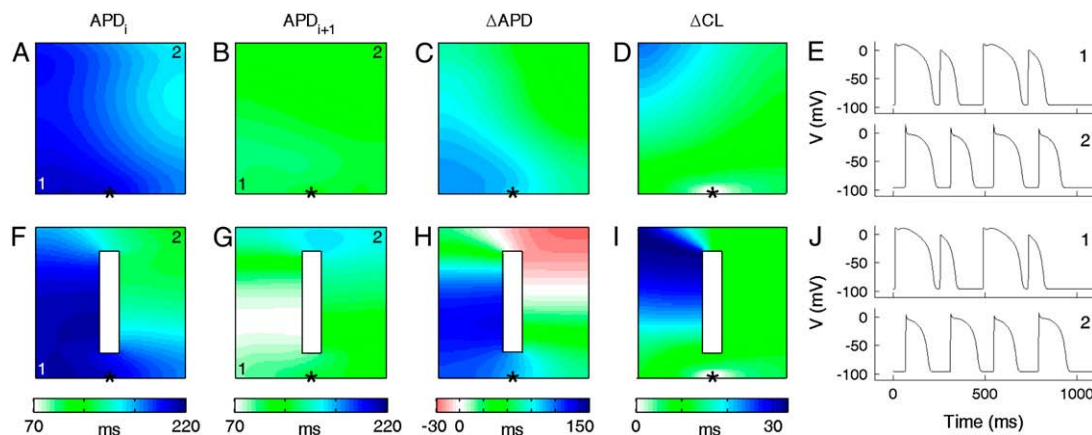 APDi APDi+1 ΔAPD ΔCL
A 2 B 2 C D E
1 * 1 * * *
0
-50
-100
V (mV)
1
0
-50
-100
2
F 2 G 2 H I J
1 * 1 * * *
0
-50
-100
V (mV)
1
0
-50
-100
2
0 500 1000
Time (ms)
70 ms 220
70 ms 220
-30 0 ms 150
0 ms 30